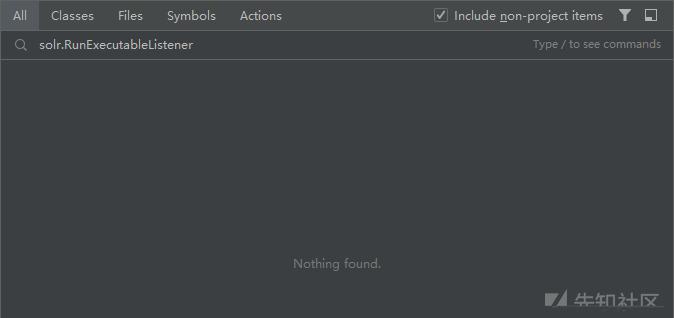 All Classes Files Symbols Actions Include non-project items
solr.RunExecutableListener Type / to see commands
Nothing found.
先知社区